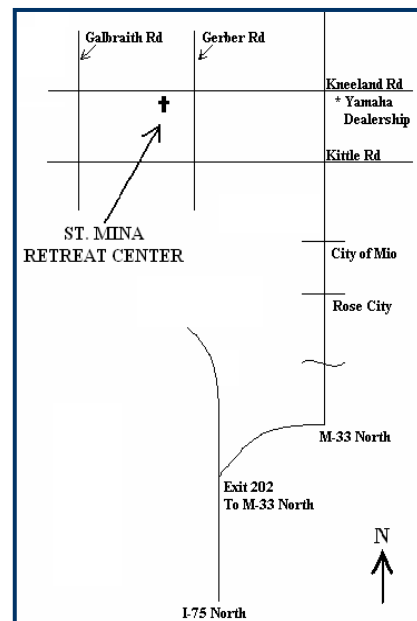 Galbraith Rd
Gerber Rd
Kneeland Rd
* Yamaha
Dealership
Kittle Rd
ST. MINA
RETREAT CENTER
City of Mio
Rose City
M-33 North
Exit 202
To M-33 North
N
I-75 North